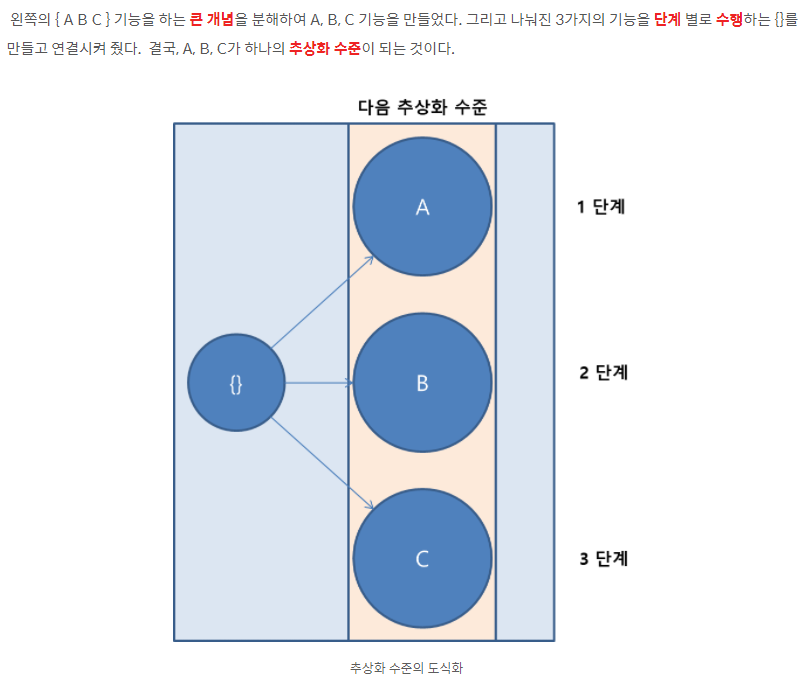 왼쪽의 { A B C } 기능을 하는 큰 개념을 분해하여 A, B, C 기능을 만들었다. 그리고 나눠진 3가지의 기능을 단계 별로 수행하는 {}를
만들고 연결시켜 줬다. 결국, A, B, C가 하나의 추상화 수준이 되는 것이다.
다음 추상화 수준
A
1 단계
{}
B
2 단계
C
3 단계
추상화 수준의 도식화